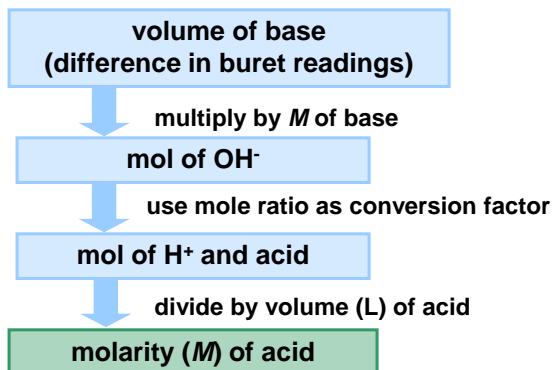 volume of base
(difference in buret readings)
multiply by M of base
mol of OH⁻
use mole ratio as conversion factor
mol of H⁺ and acid
divide by volume (L) of acid
molarity (M) of acid